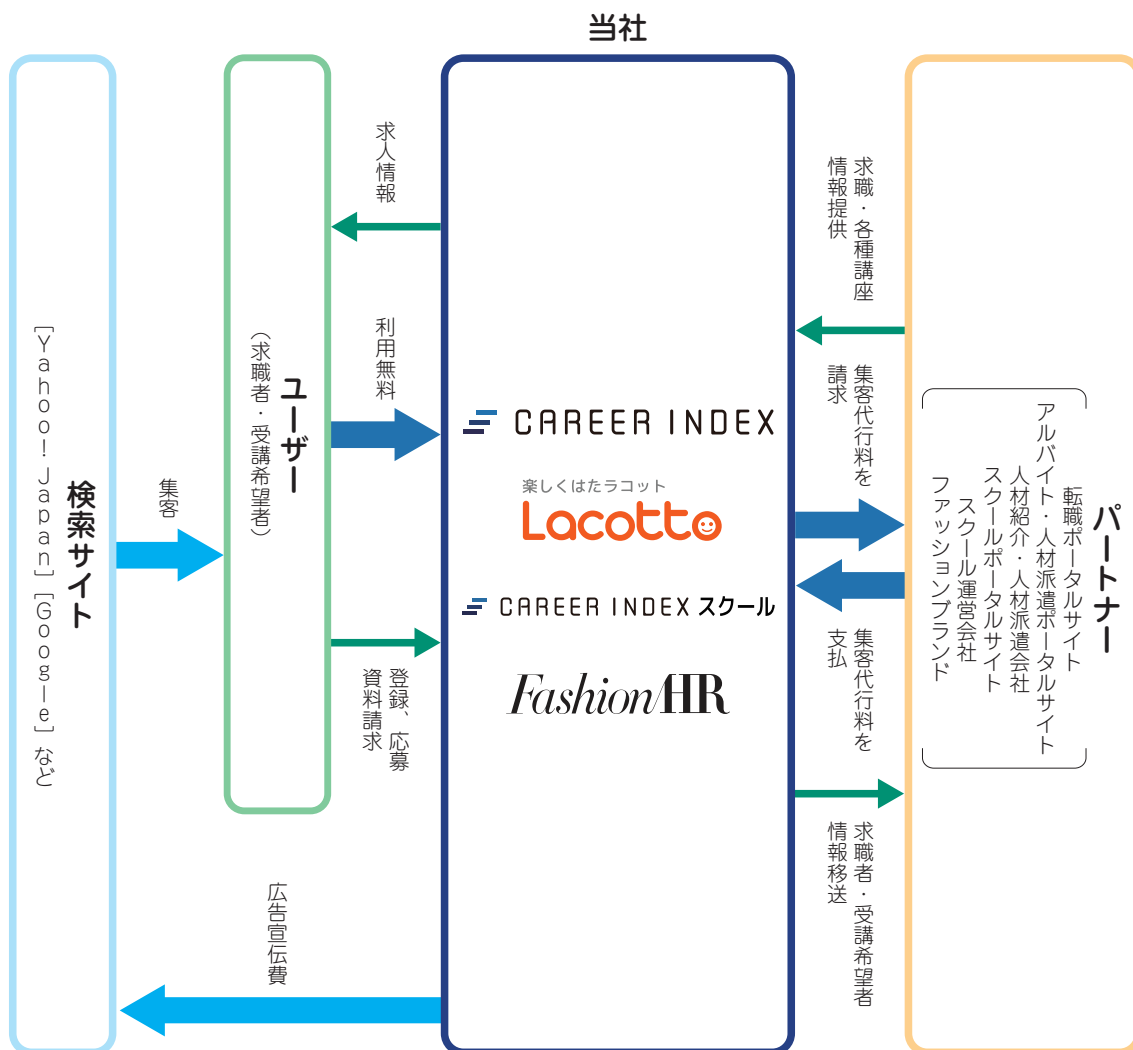 当社
検索サイト
[Yahoo! Japan] [Google] など
集客
ユーザー
(求職者・受講希望者)
求人情報
利用無料
登録、応募
資料請求
広告宣伝費
CAREER INDEX
楽しくはたラコット
Lacotto
CAREER INDEX スクール
Fashion HR
求職・各種講座
情報提供
集客代行料を
請求
集客代行料を
支払
求職者・受講希望者
情報移送
パートナー
転職ポータルサイト
アルバイト・人材派遣ポータルサイト
人材紹介・人材派遣会社
スクールポータルサイト
スクール運営会社
ファッションブランド